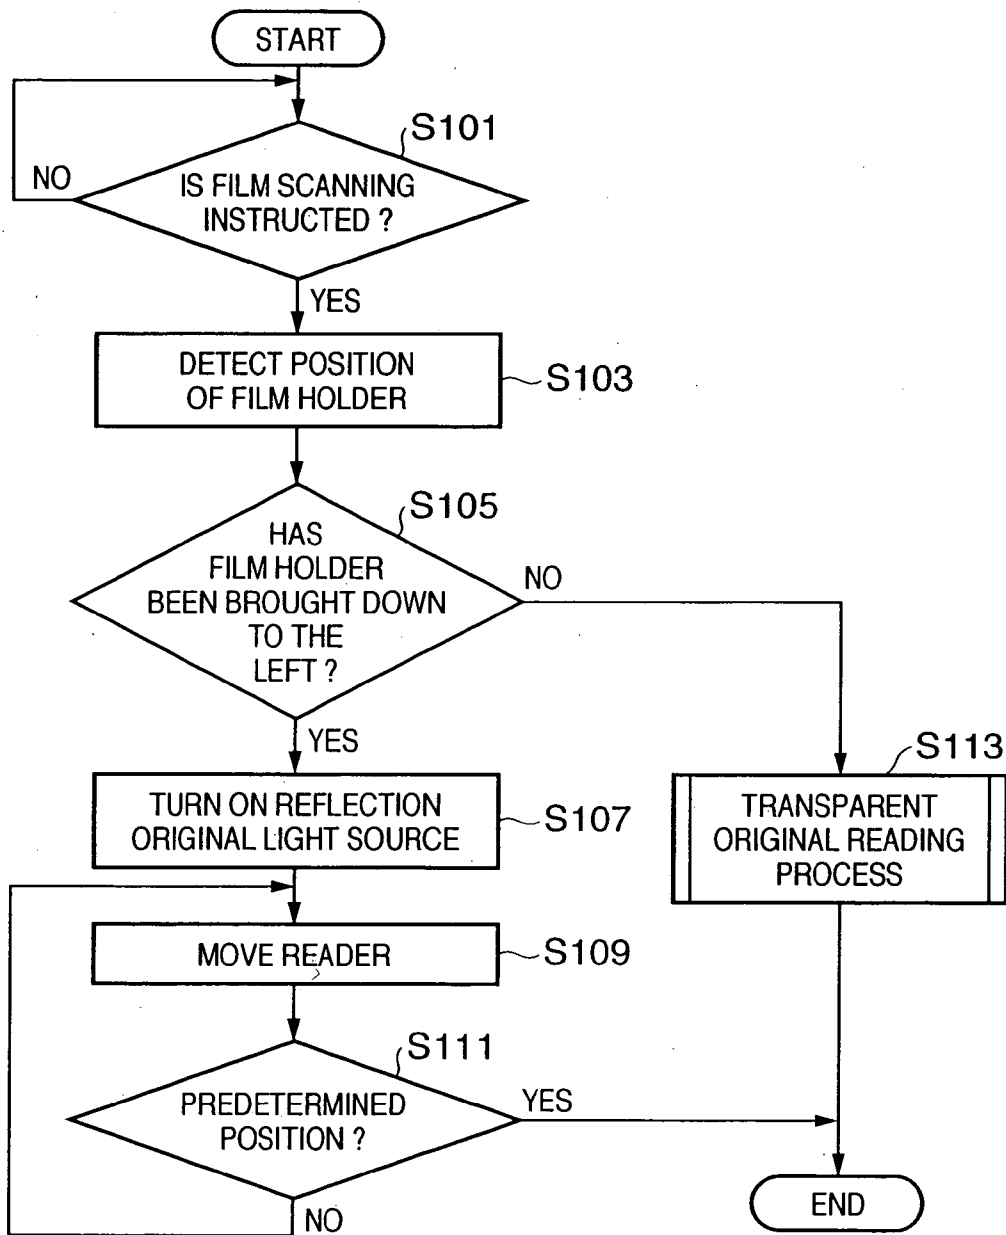 START
S101
NO
IS FILM SCANNING
INSTRUCTED ?
YES
DETECT POSITION
OF FILM HOLDER
S103
S105
HAS
FILM HOLDER
BEEN BROUGHT DOWN
TO THE
LEFT ?
NO
YES
S113
TURN ON REFLECTION
ORIGINAL LIGHT SOURCE
S107
TRANSPARENT
ORIGINAL READING
PROCESS
MOVE READER
S109
S111
PREDETERMINED
POSITION ?
YES
NO
END